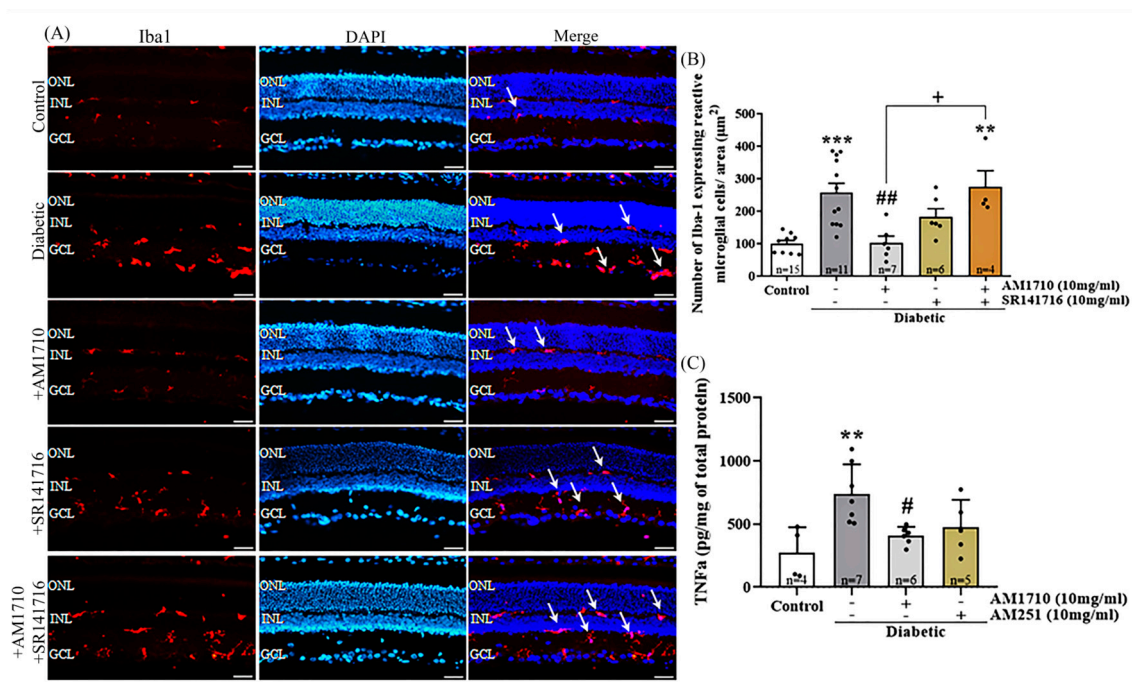 (A)
Iba1 DAPI Merge
Control
ONL ONL ONL
INL INL INL
GCL GCL GCL
Diabetic
ONL ONL ONL
INL INL INL
GCL GCL GCL
+AM1710
ONL ONL ONL
INL INL INL
GCL GCL GCL
+SR141716
ONL ONL ONL
INL INL INL
GCL GCL GCL
+AM1710
+SR141716
ONL ONL ONL
INL INL INL
GCL GCL GCL
(B)
Number of Iba-1 expressing reactive
microglial cells/ area (μm²)
500
400
300
200
100
0
+
*** ## **
n=15 n=11 n=7 n=6 n=4
Control - + - + AM1710 (10mg/ml)
- - + + SR141716 (10mg/ml)
Diabetic
(C)
TNFa (pg/mg of total protein)
1500
1000
500
0
** #
n=4 n=7 n=6 n=5
Control - + - AM1710 (10mg/ml)
- - + AM251 (10mg/ml)
Diabetic